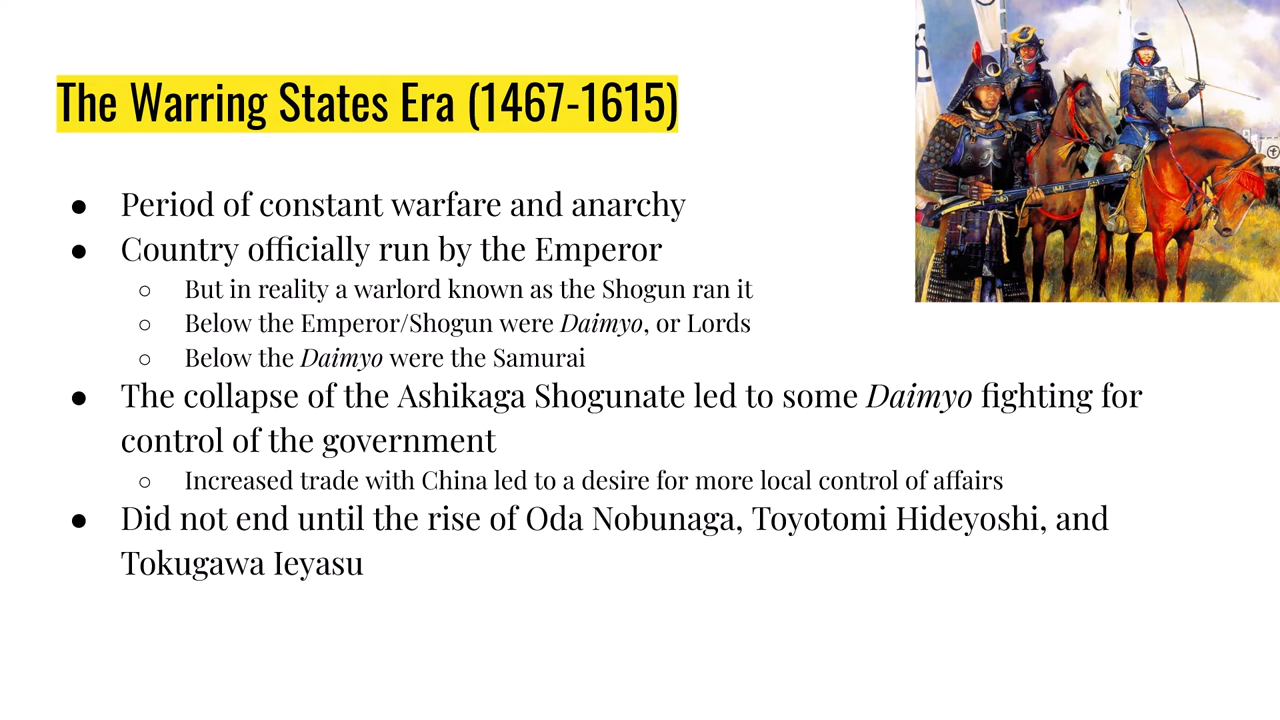 The Warring States Era (1467-1615)
● Period of constant warfare and anarchy
● Country officially run by the Emperor
○ But in reality a warlord known as the Shogun ran it
○ Below the Emperor/Shogun were Daimyo, or Lords
○ Below the Daimyo were the Samurai
● The collapse of the Ashikaga Shogunate led to some Daimyo fighting for
control of the government
○ Increased trade with China led to a desire for more local control of affairs
● Did not end until the rise of Oda Nobunaga, Toyotomi Hideyoshi, and
Tokugawa Ieyasu